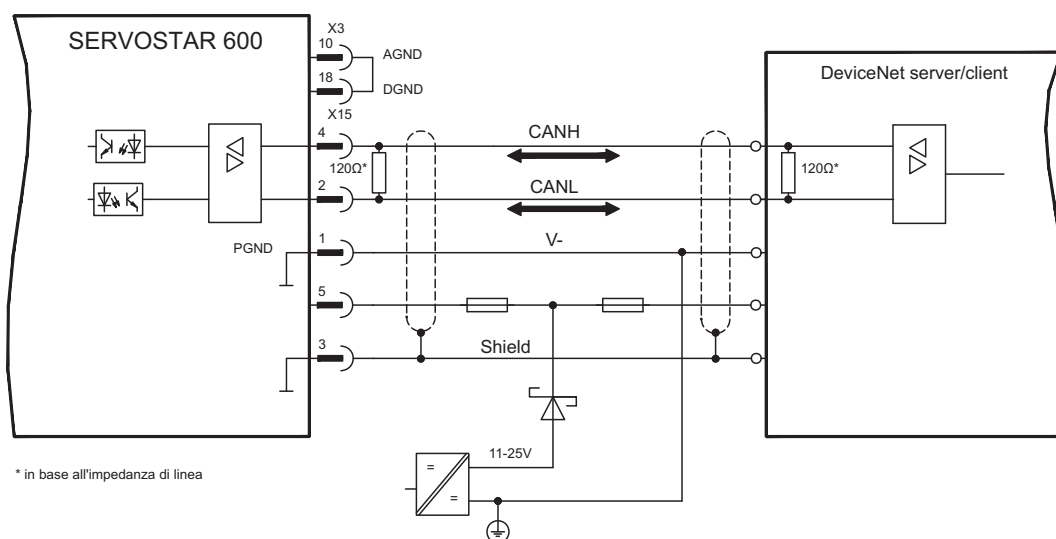 SERVOSTAR 600
X3
10
AGND
18
DGND
X15
4
CANH
120Ω*
2
CANL
PGND
1
V-
5
3
Shield
DeviceNet server/client
120Ω*
11-25V
=
=
* in base all'impedanza di linea